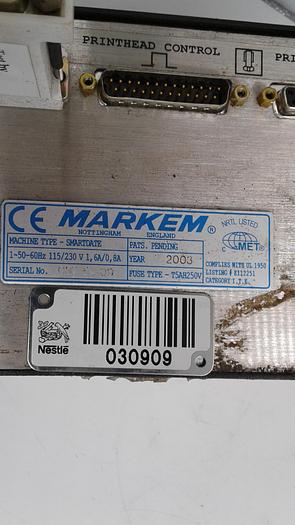 PRINTHEAD CONTROL
PRI
CE MARKEM ®
NOTTINGHAM ENGLAND
MACHINE TYPE - SMARTDATE
PATS. PENDING
1~50-60Hz 115/230 V 1,6A/0,8A
YEAR 2003
SERIAL No.
FUSE TYPE - T5AH250V
NRTL LISTED
C MET ®
COMPLIES WITH UL 1950
LISTING # E112251
CATEGORY I.T.E.
Nestle
030909